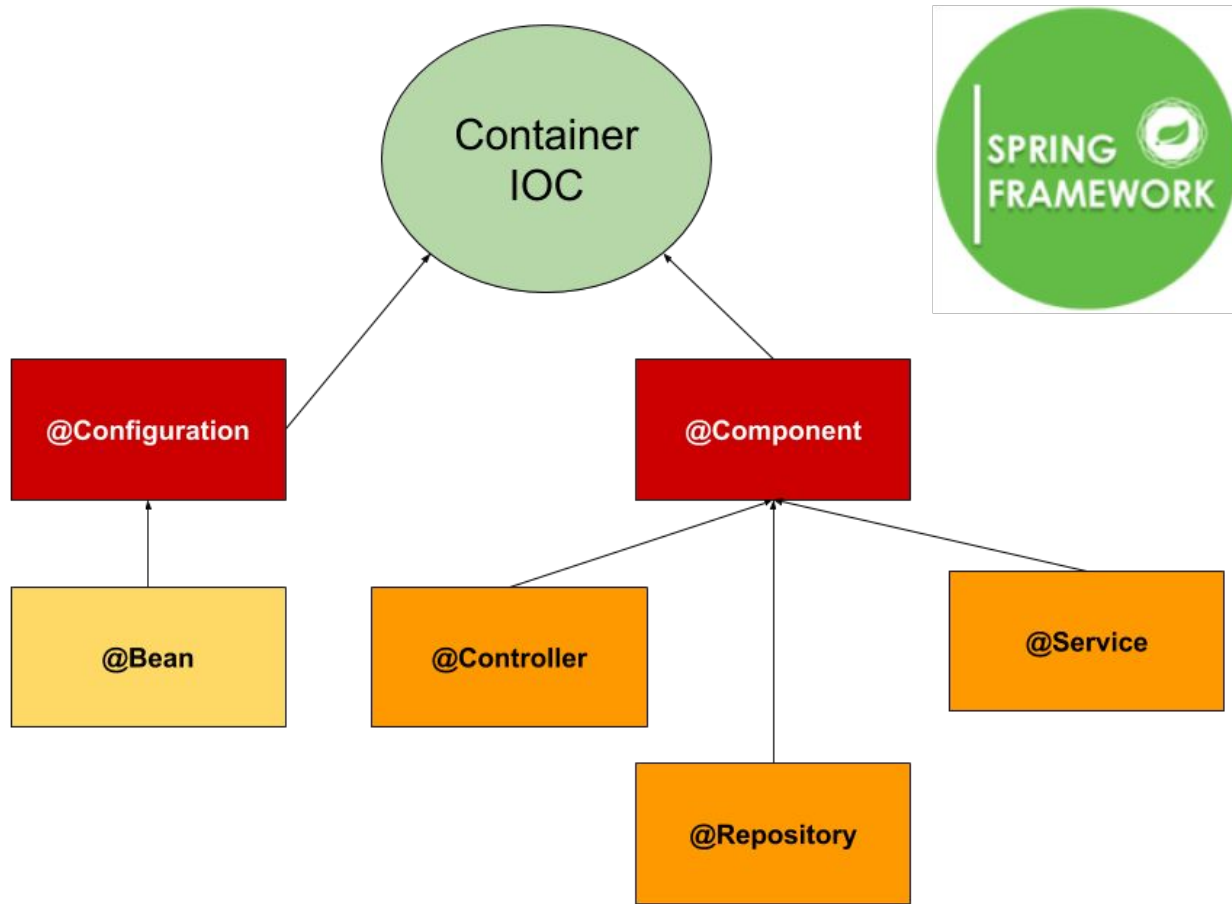 Container
IOC
SPRING
FRAMEWORK
@Configuration
@Component
@Bean
@Controller
@Service
@Repository